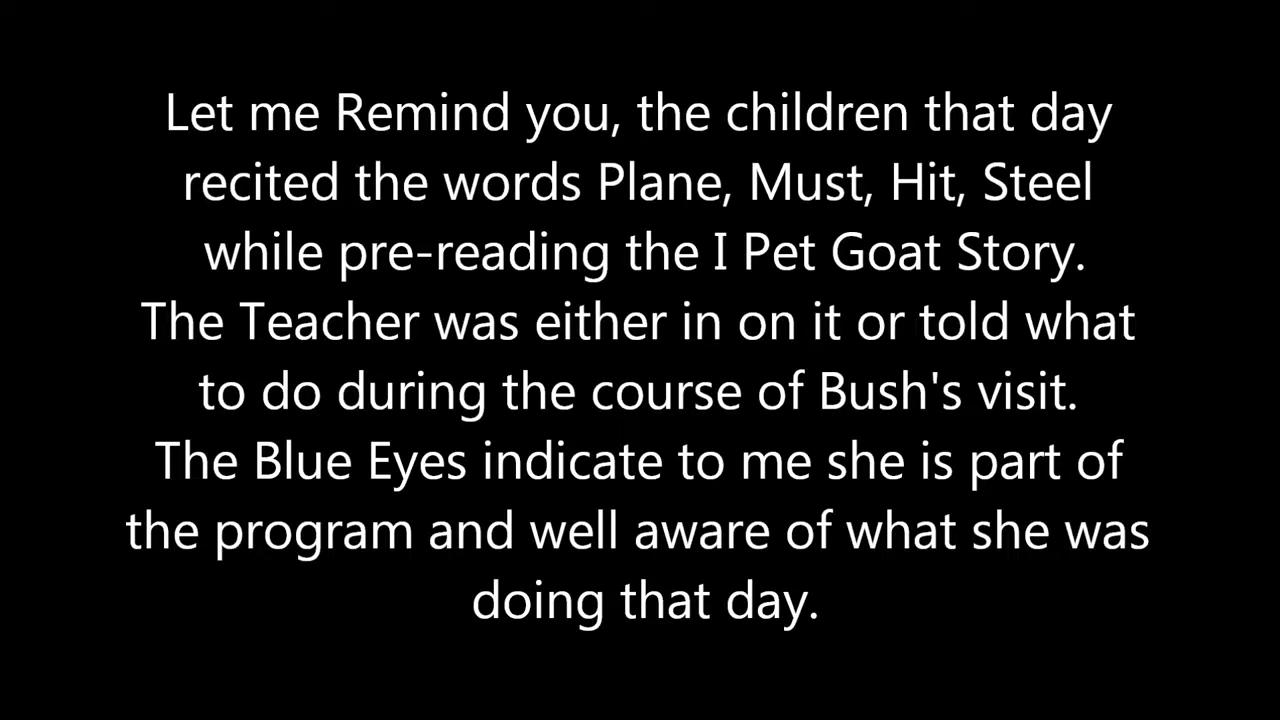 Let me Remind you, the children that day
recited the words Plane, Must, Hit, Steel
while pre-reading the I Pet Goat Story.
The Teacher was either in on it or told what
to do during the course of Bush's visit.
The Blue Eyes indicate to me she is part of
the program and well aware of what she was
doing that day.